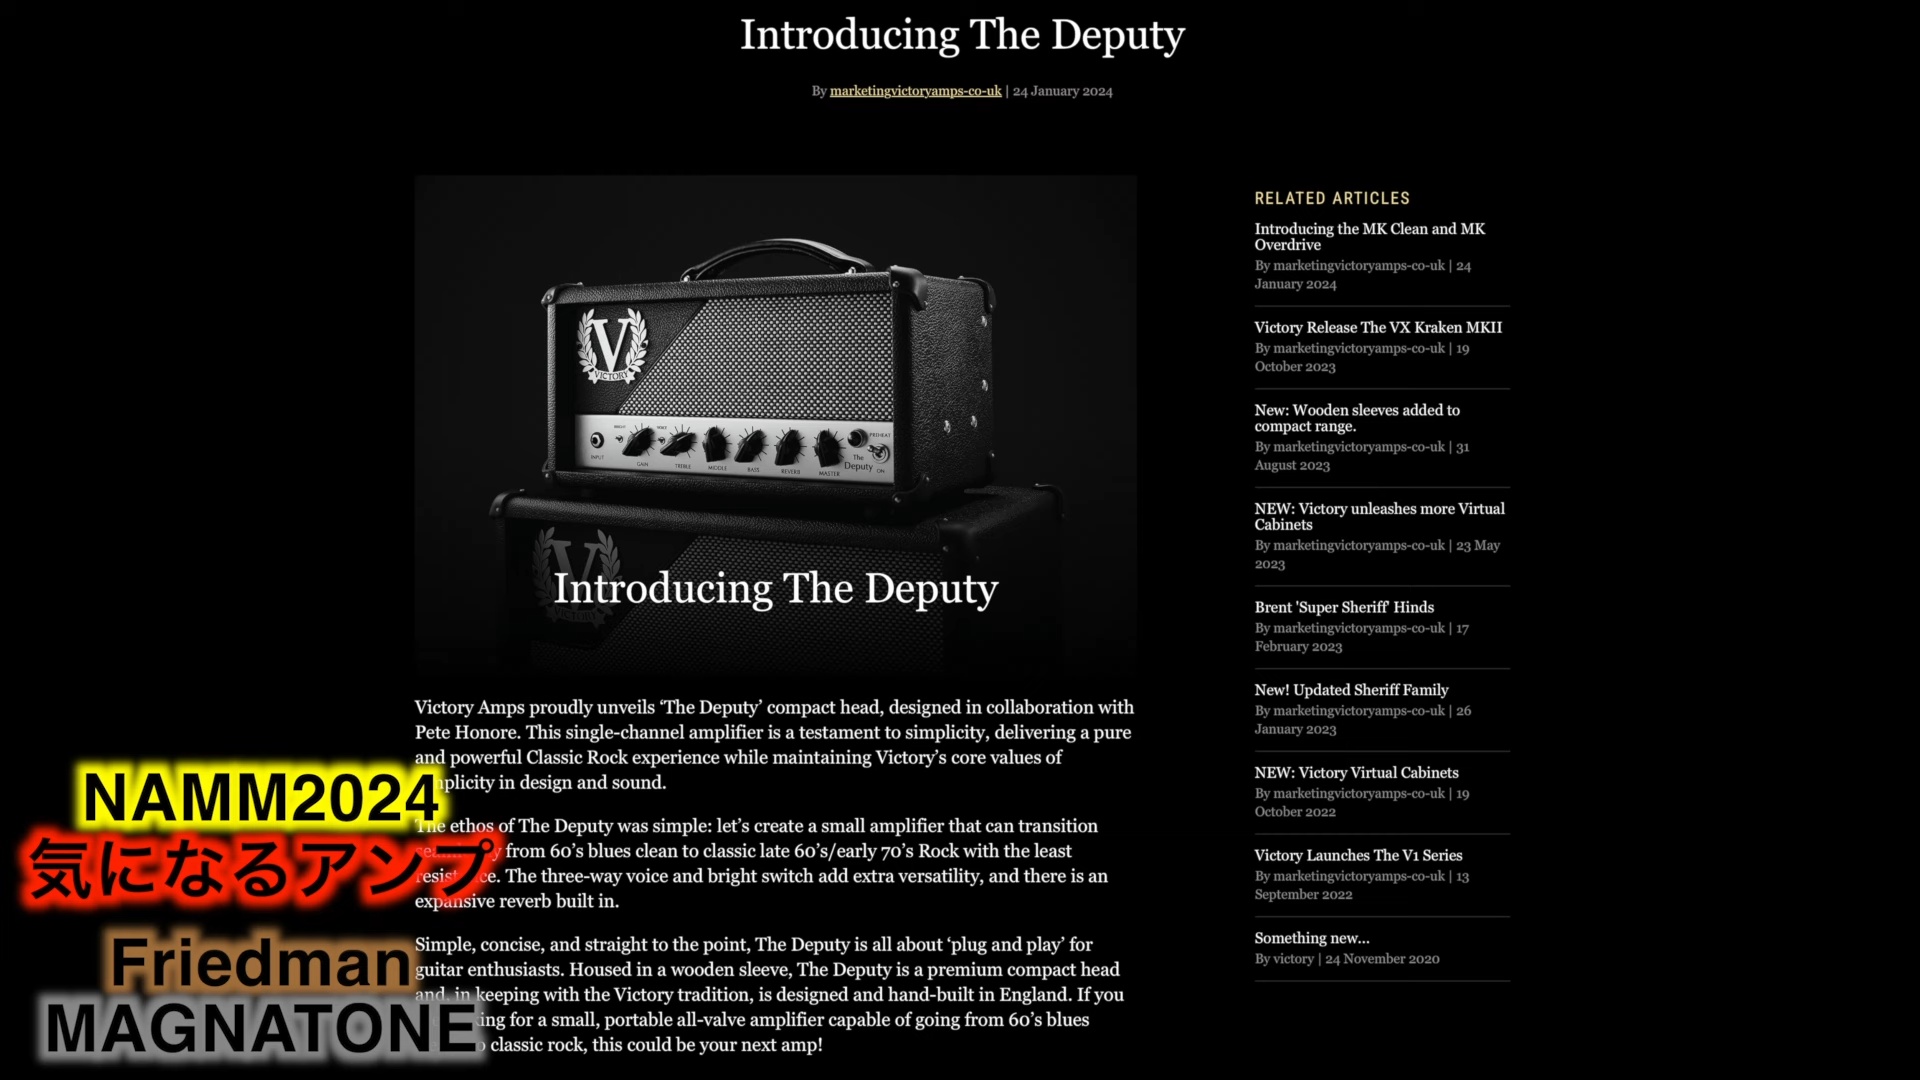 Introducing The Deputy
By marketingvictoryamps-co-uk | 24 January 2024
V
VICTORY
INPUT
GAIN
TREBLE
MIDDLE
BASS
REVERB
MASTER
The
Deputy
PREHEAT
ON
Introducing The Deputy
Victory Amps proudly unveils ‘The Deputy’ compact head, designed in collaboration with
Pete Honore. This single-channel amplifier is a testament to simplicity, delivering a pure
and powerful Classic Rock experience while maintaining Victory’s core values of
simplicity in design and sound.
The ethos of The Deputy was simple: let’s create a small amplifier that can transition
from 60’s blues clean to classic late 60’s/early 70’s Rock with the least
The three-way voice and bright switch add extra versatility, and there is an
expansive reverb built in.
Simple, concise, and straight to the point, The Deputy is all about ‘plug and play’ for
guitar enthusiasts. Housed in a wooden sleeve, The Deputy is a premium compact head
and, in keeping with the Victory tradition, is designed and hand-built in England. If you
for a small, portable all-valve amplifier capable of going from 60’s blues
classic rock, this could be your next amp!
RELATED ARTICLES
Introducing the MK Clean and MK
Overdrive
By marketingvictoryamps-co-uk | 24
January 2024
Victory Release The VX Kraken MKII
By marketingvictoryamps-co-uk | 19
October 2023
New: Wooden sleeves added to
compact range.
By marketingvictoryamps-co-uk | 31
August 2023
NEW: Victory unleashes more Virtual
Cabinets
By marketingvictoryamps-co-uk | 23 May
2023
Brent 'Super Sheriff' Hinds
By marketingvictoryamps-co-uk | 17
February 2023
New! Updated Sheriff Family
By marketingvictoryamps-co-uk | 26
January 2023
NEW: Victory Virtual Cabinets
By marketingvictoryamps-co-uk | 19
October 2022
Victory Launches The V1 Series
By marketingvictoryamps-co-uk | 13
September 2022
Something new...
By victory | 24 November 2020
NAMM2024
気になるアンプ
Friedman
MAGNATONE